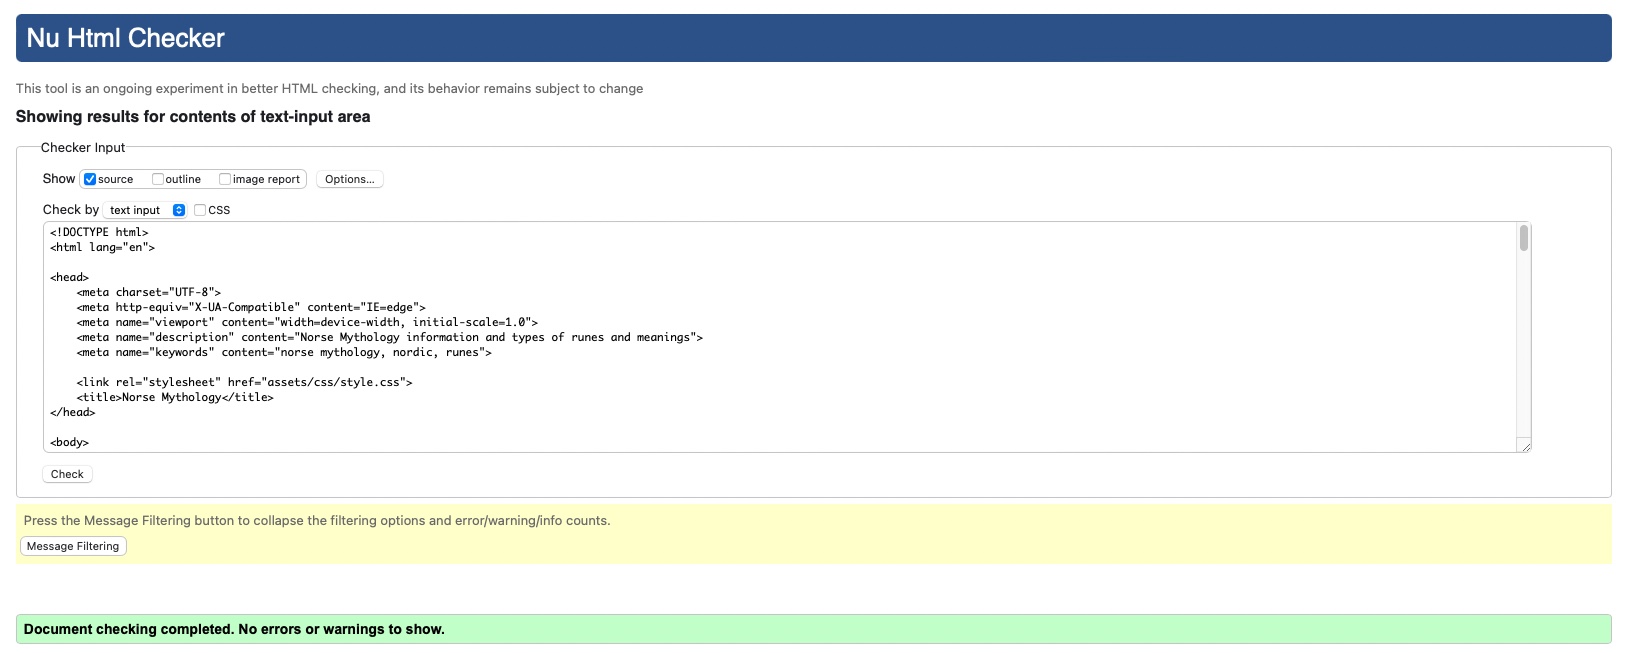 Nu Html Checker
This tool is an ongoing experiment in better HTML checking, and its behavior remains subject to change
Showing results for contents of text-input area
Checker Input
Show source outline image report Options...
Check by text input CSS
<!DOCTYPE html>
<html lang="en">
<head>
<meta charset="UTF-8">
<meta http-equiv="X-UA-Compatible" content="IE=edge">
<meta name="viewport" content="width=device-width, initial-scale=1.0">
<meta name="description" content="Norse Mythology information and types of runes and meanings">
<meta name="keywords" content="norse mythology, nordic, runes">
<link rel="stylesheet" href="assets/css/style.css">
<title>Norse Mythology</title>
</head>
<body>
Check
Press the Message Filtering button to collapse the filtering options and error/warning/info counts.
Message Filtering
Document checking completed. No errors or warnings to show.